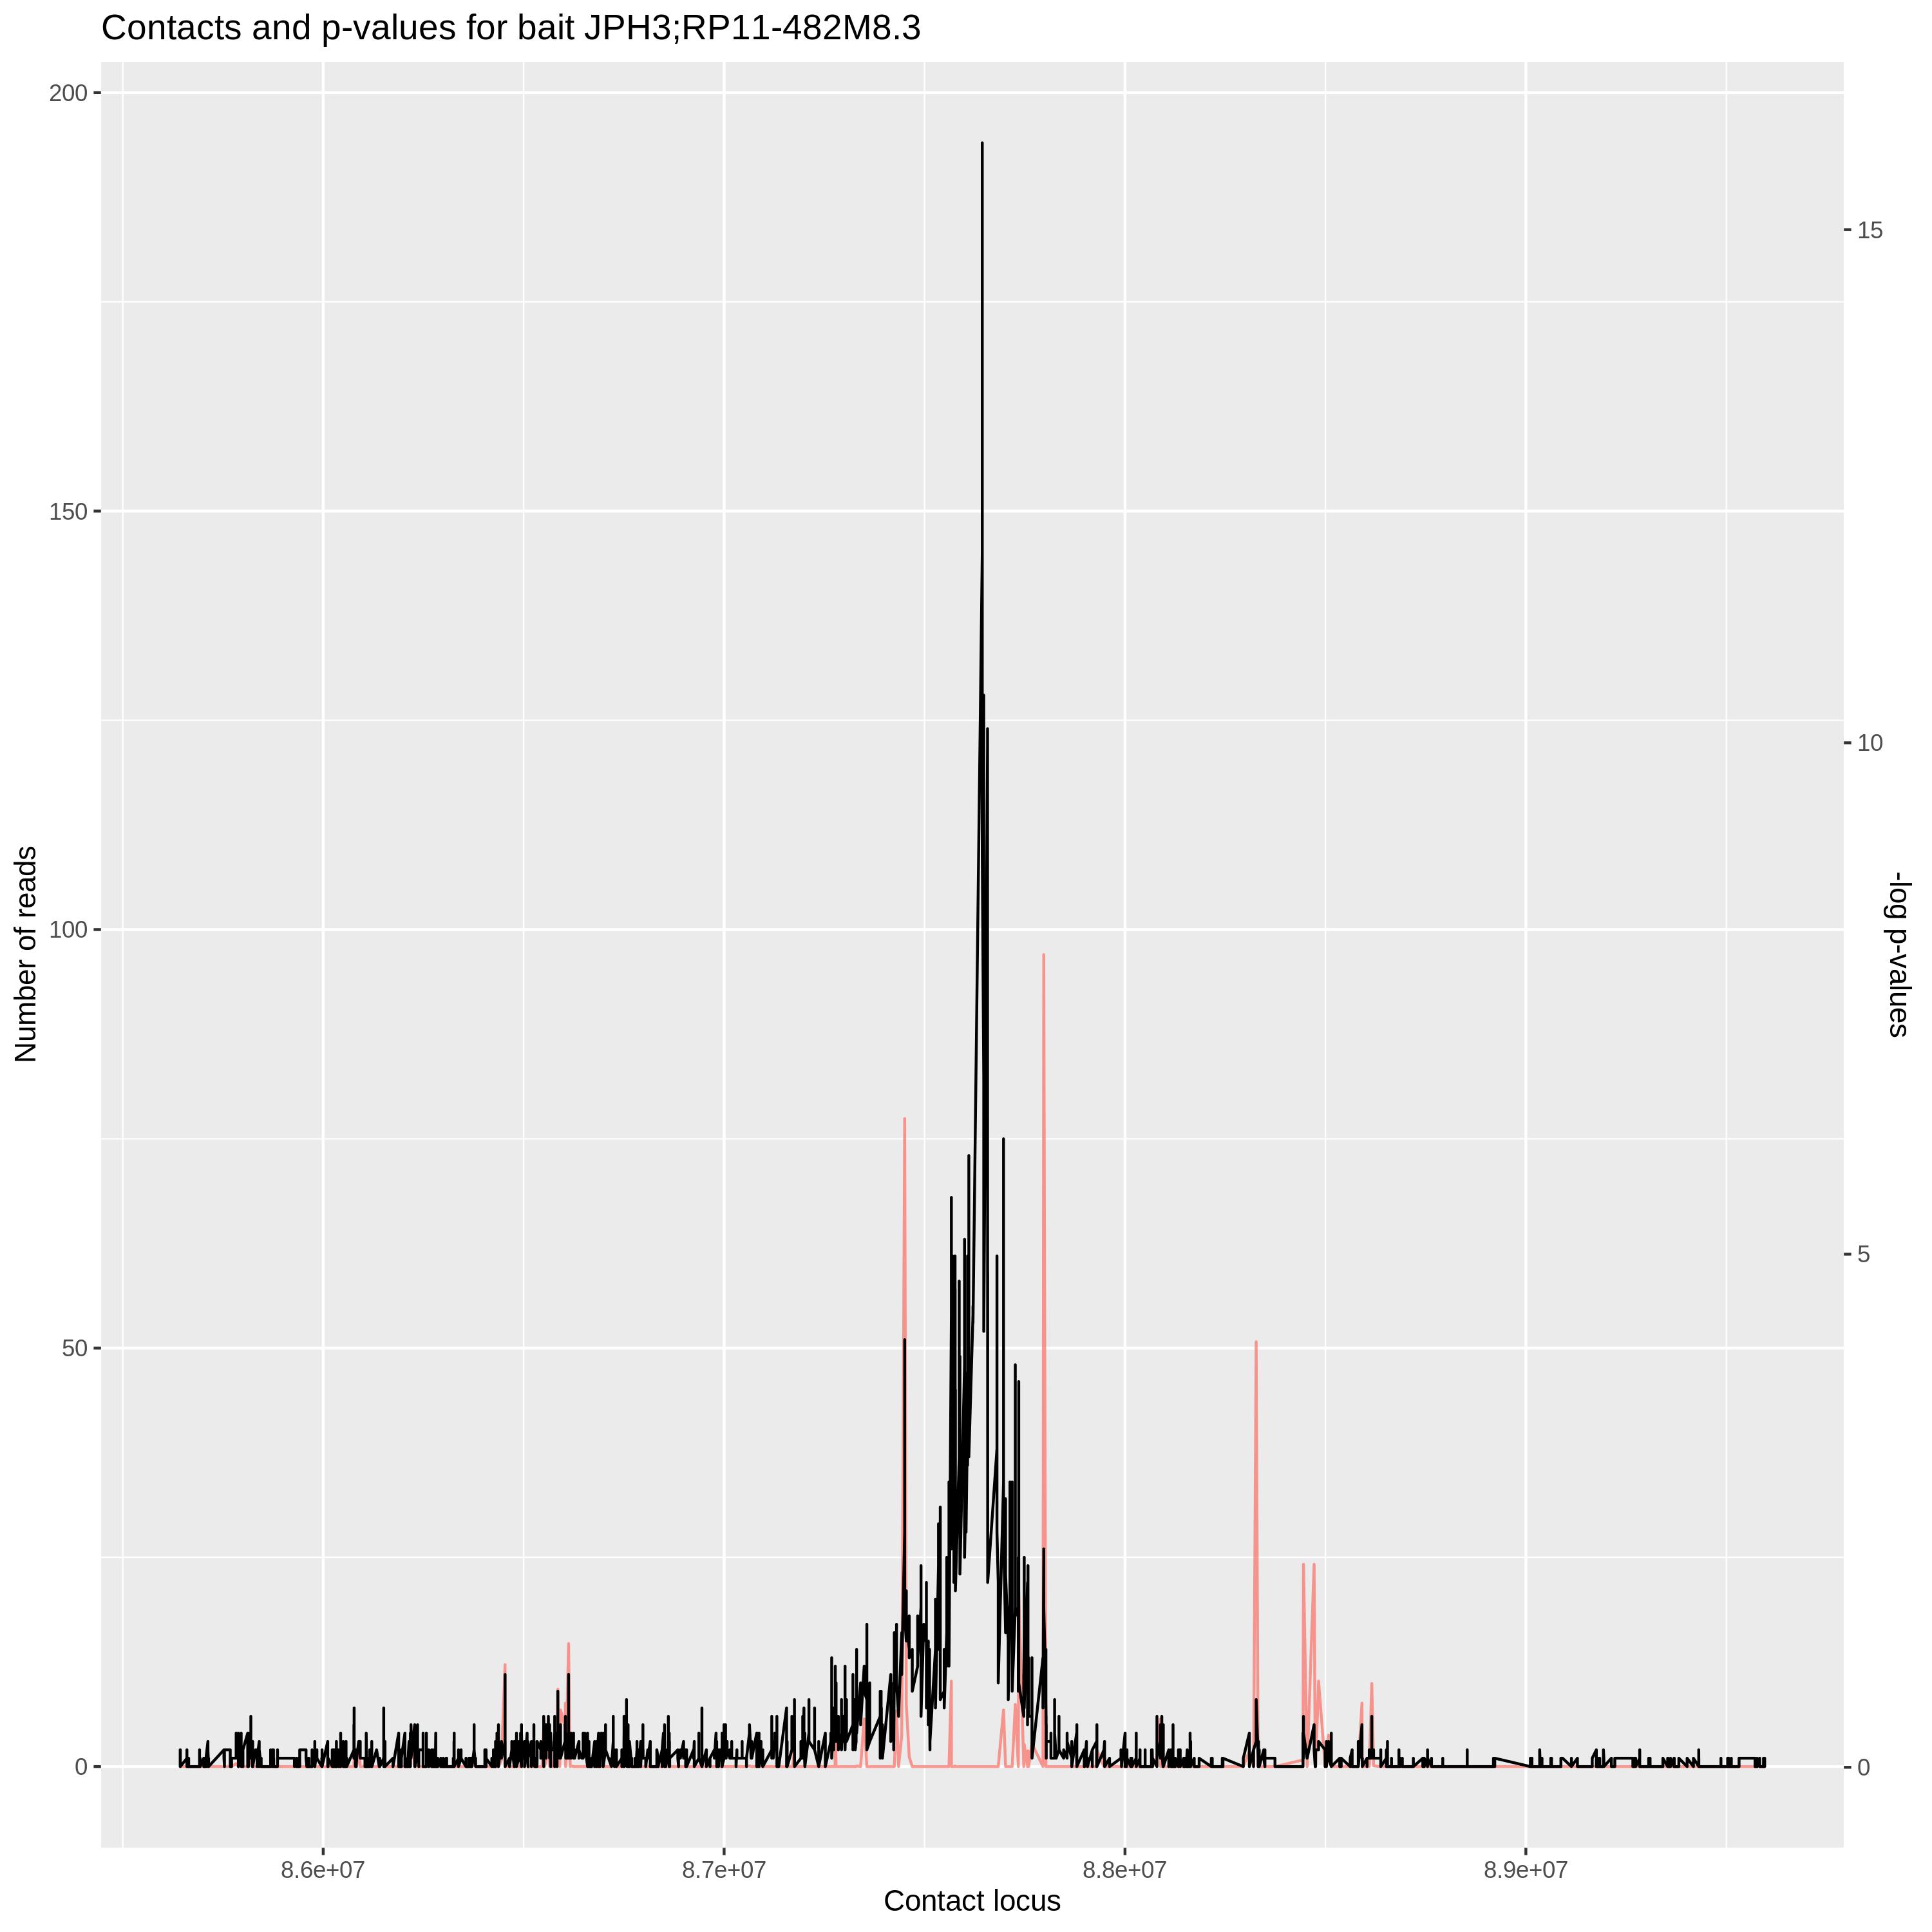 Contacts and p-values for bait JPH3;RP11-482M8.3
200
150
100
50
0
Number of reads
15
10
5
0
-log p-values
8.6e+07
8.7e+07
8.8e+07
8.9e+07
Contact locus